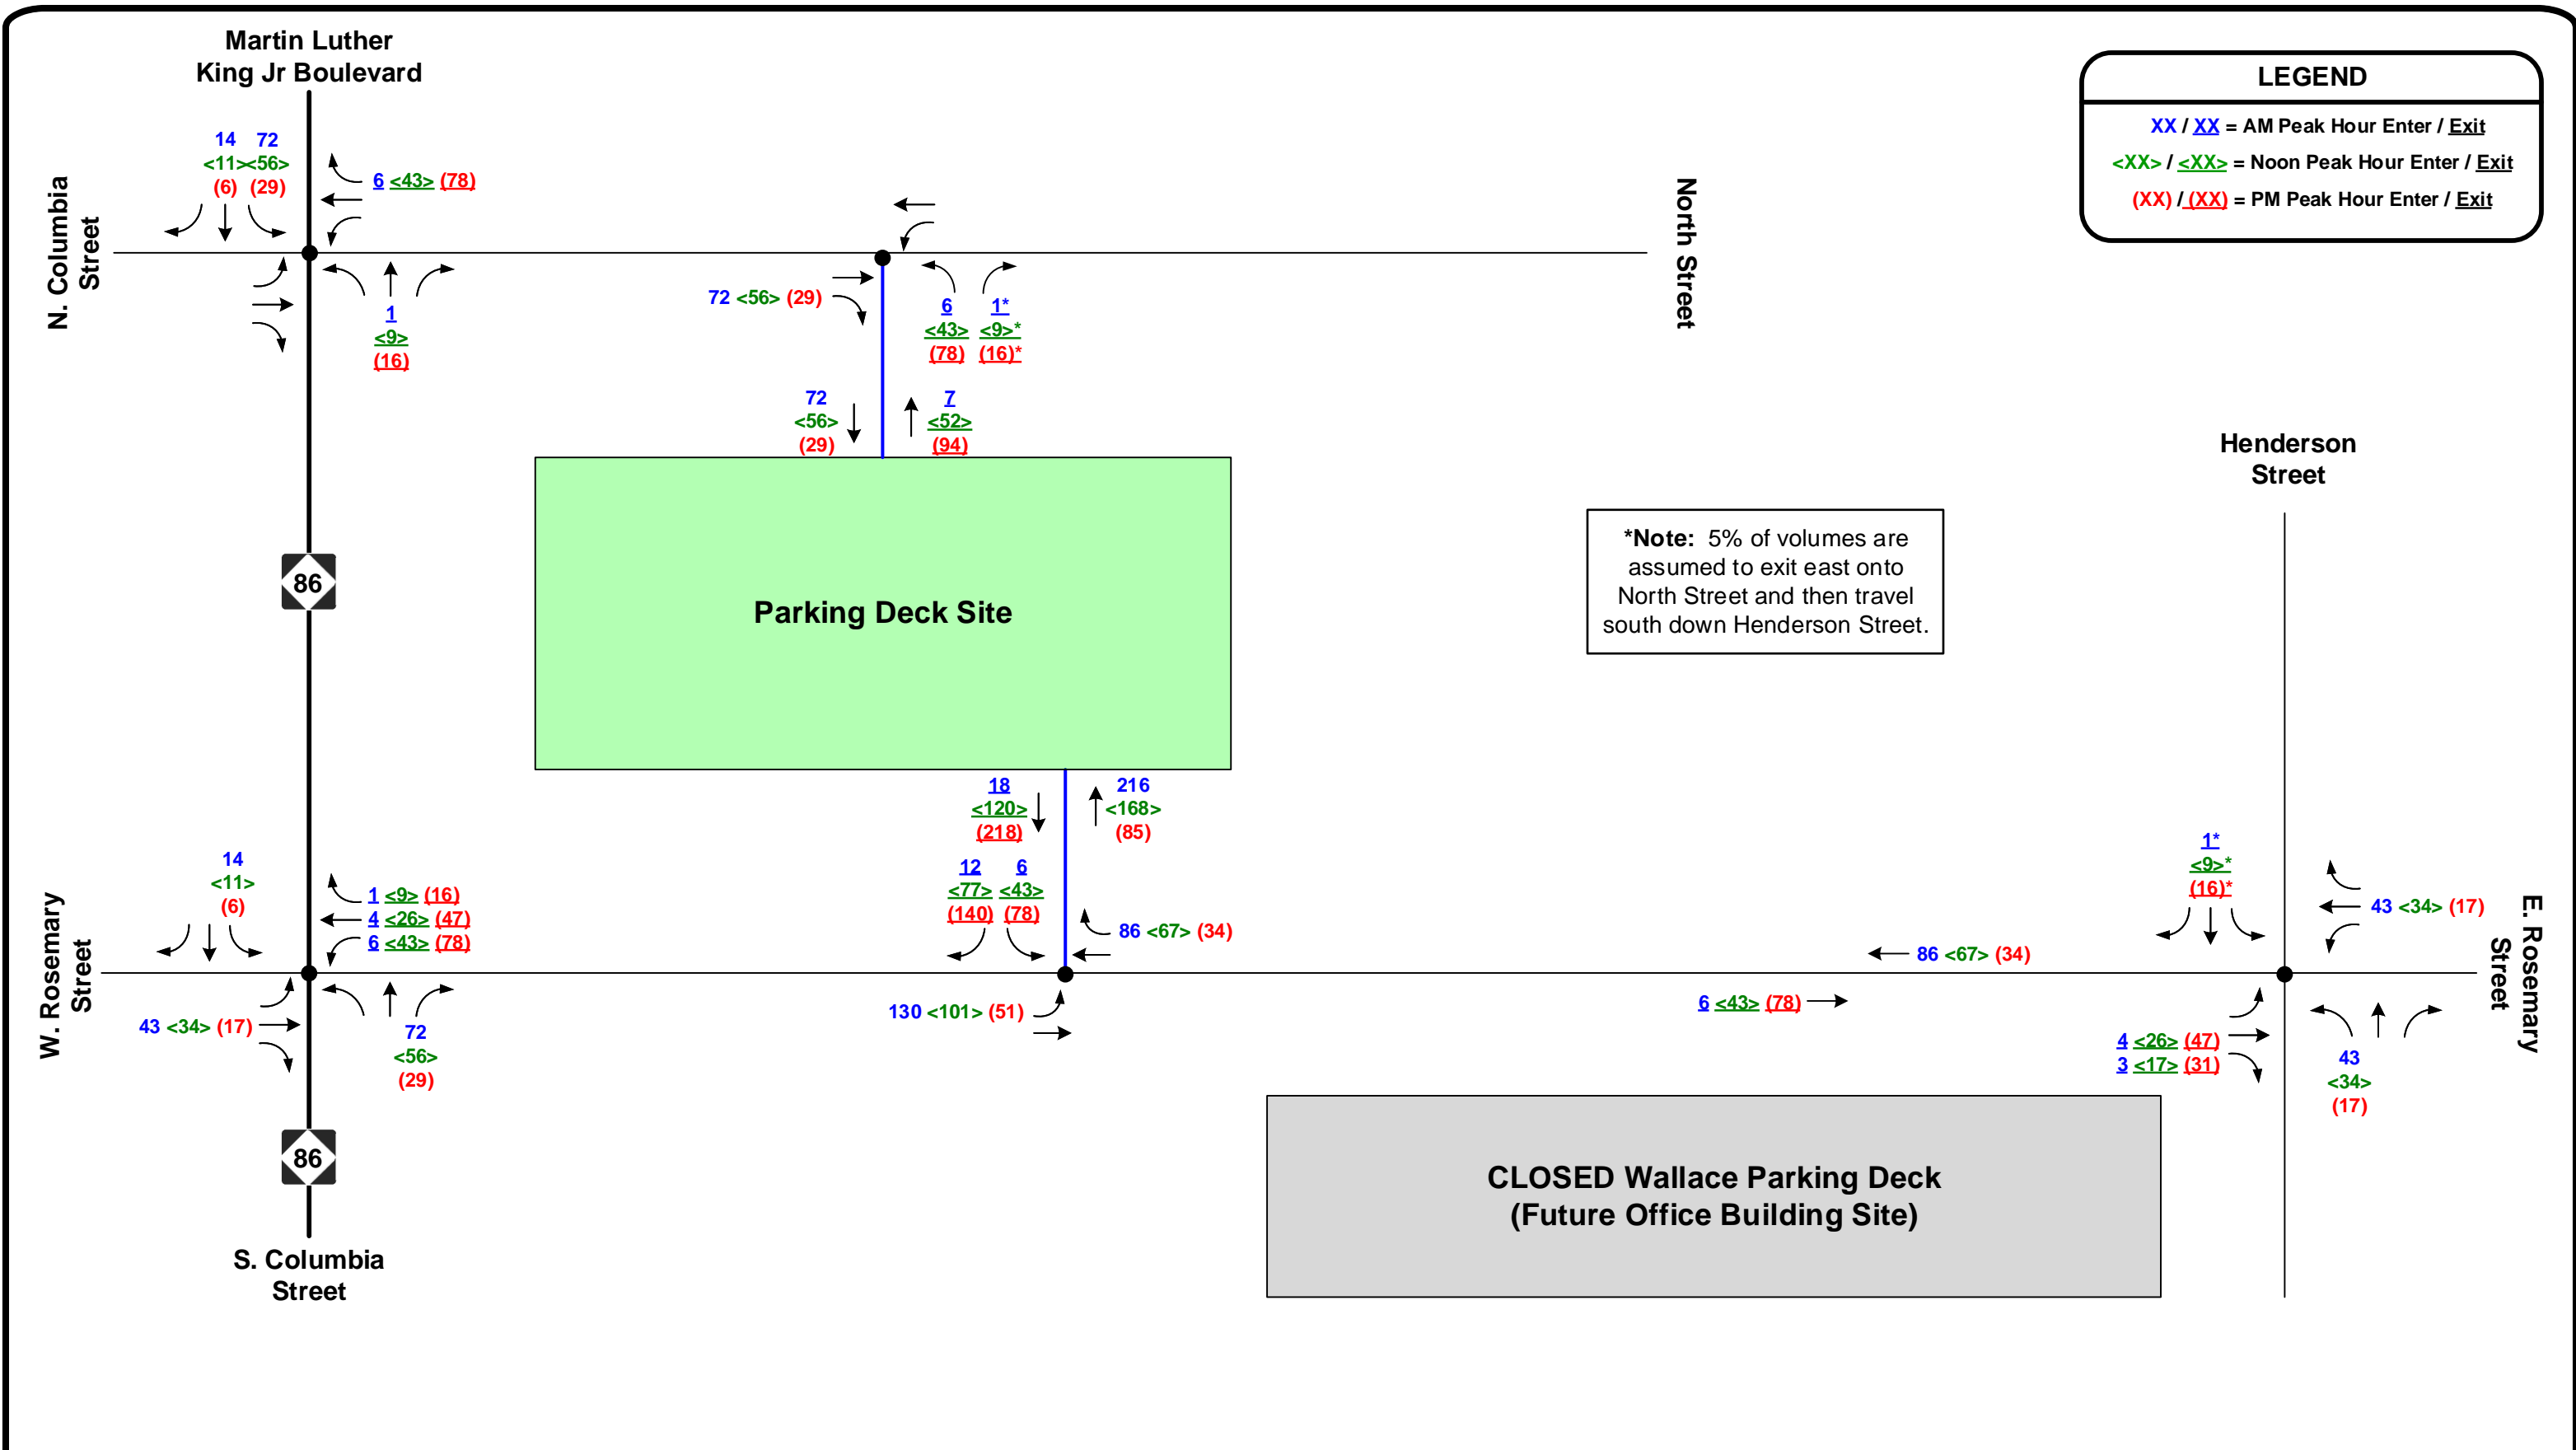 Martin Luther
King Jr Boulevard
LEGEND
XX / XX = AM Peak Hour Enter / Exit
<XX> / <XX> = Noon Peak Hour Enter / Exit
(XX) / (XX) = PM Peak Hour Enter / Exit
14 72
<11><56>
(6) (29)
6 <43> (78)
N. Columbia
Street
North Street
1
<9>
(16)
72 <56> (29)
6 1*
<43> <9>*
(78) (16)*
72
<56>
(29)
7
<52>
(94)
Henderson
Street
86
Parking Deck Site
*Note: 5% of volumes are
assumed to exit east onto
North Street and then travel
south down Henderson Street.
18
<120>
(218)
216
<168>
(85)
12 6
<77> <43>
(140) (78)
86 <67> (34)
14
<11>
(6)
1 <9> (16)
4 <26> (47)
6 <43> (78)
W. Rosemary
Street
43 <34> (17)
72
<56>
(29)
130 <101> (51)
86 <67> (34)
6 <43> (78)
1*
<9>*
(16)*
43 <34> (17)
E. Rosemary
Street
4 <26> (47)
3 <17> (31)
43
<34>
(17)
86
CLOSED Wallace Parking Deck
(Future Office Building Site)
S. Columbia
Street